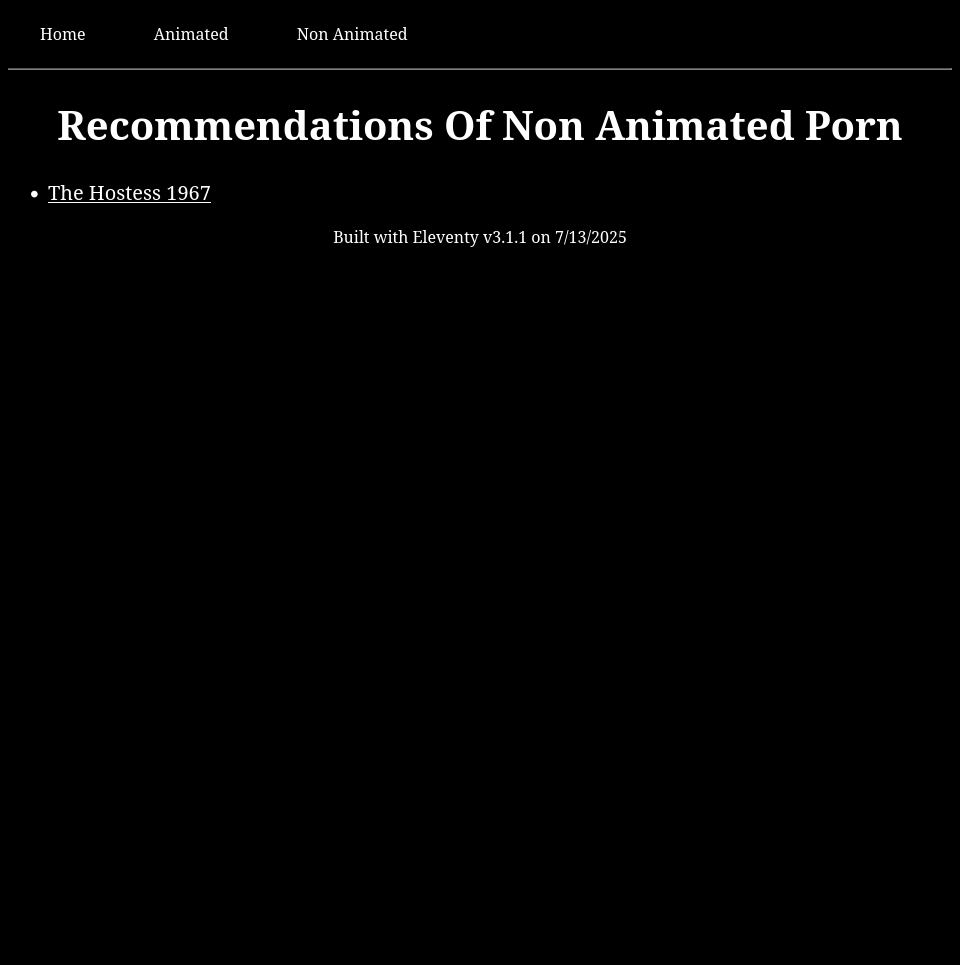 Home Animated Non Animated
Recommendations Of Non Animated Porn
• The Hostess 1967
Built with Eleventy v3.1.1 on 7/13/2025